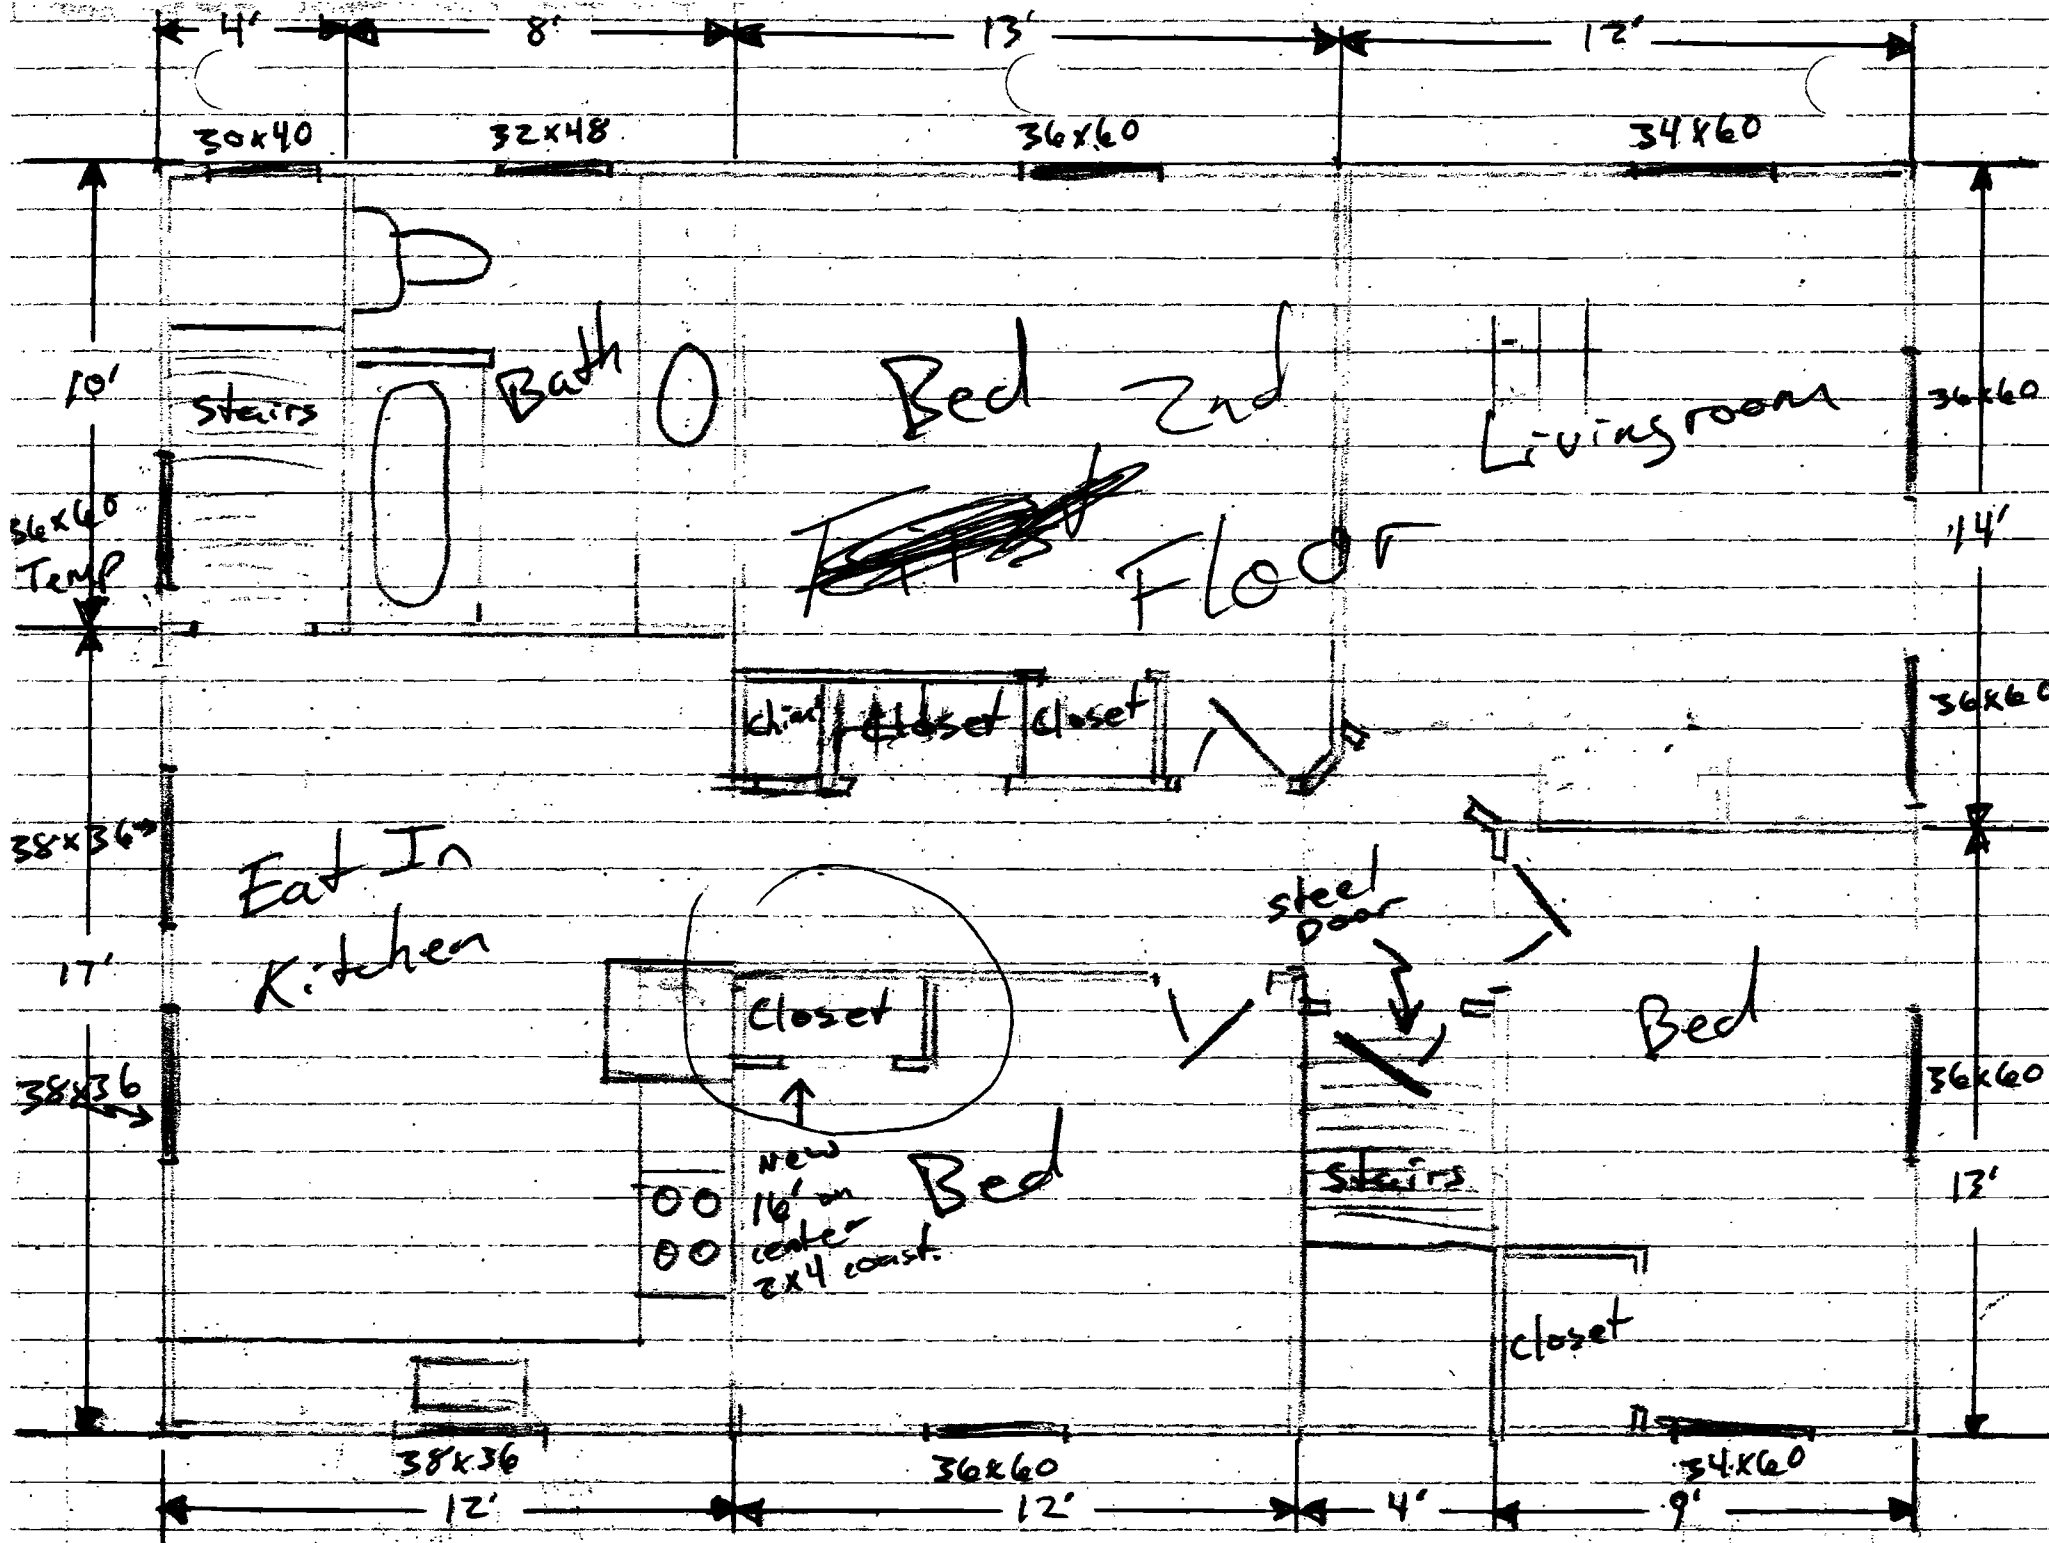 4' 8' 13' 12'
30x40 32x48 36x60 34x60
10'
Stairs
Bath
Bed 2nd
Floor
Livingroom
36x60
36x60
Temp
14'
Closet Closet
36x60
38x36
Eat In
Kitchen
17'
Closet
Steel
Door
Bed
38x36
36x60
New
16' on
center
2x4 const.
Bed
Stairs
13'
Closet
38x36 36x60 34x60
12' 12' 4' 9'